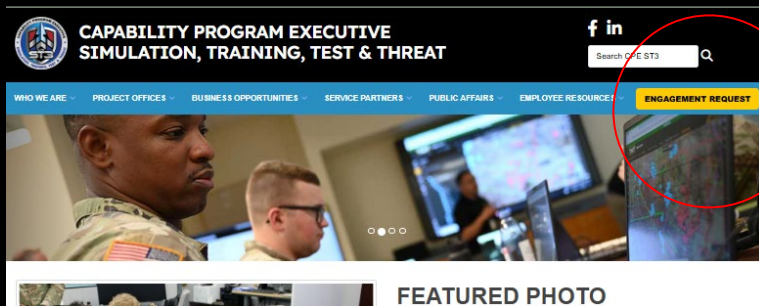 CAPABILITY PROGRAM EXECUTIVE
SIMULATION, TRAINING, TEST & THREAT
f in
Search CPE ST3
WHO WE ARE PROJECT OFFICES BUSINESS OPPORTUNITIES SERVICE PARTNERS PUBLIC AFFAIRS EMPLOYEE RESOURCES ENGAGEMENT REQUEST
FEATURED PHOTO